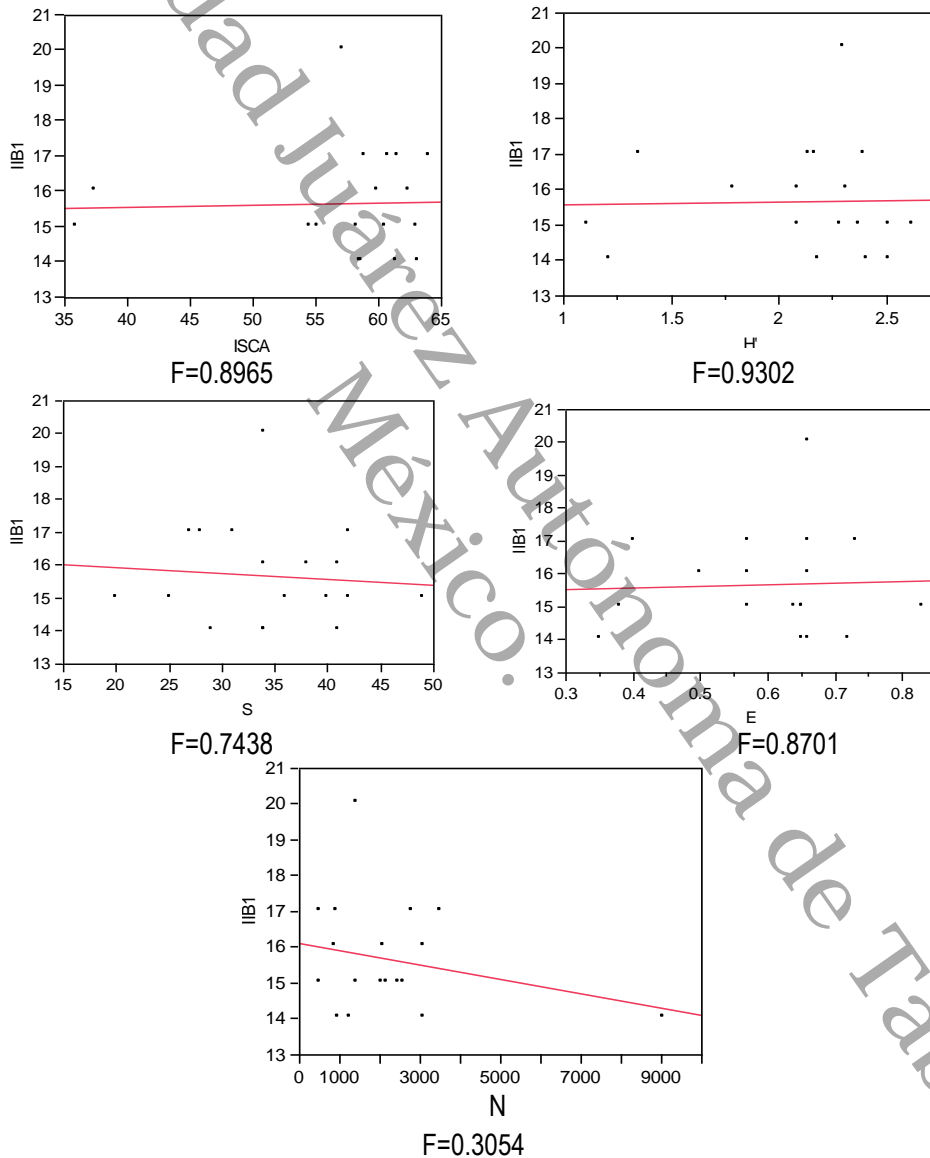 21
20
19
18
17
16
15
14
13
IIB1
35 40 45 50 55 60 65
ISCA
F=0.8965
21
20
19
18
17
16
15
14
13
IIB1
1 1.5 2 2.5
H'
F=0.9302
21
20
19
18
17
16
15
14
13
IIB1
15 20 25 30 35 40 45 50
S
F=0.7438
21
20
19
18
17
16
15
14
13
IIB1
0.3 0.4 0.5 0.6 0.7 0.8
E
F=0.8701
21
20
19
18
17
16
15
14
13
IIB1
0 1000 3000 5000 7000 9000
N
F=0.3054
dad Juárez Autónoma de Tab
México.